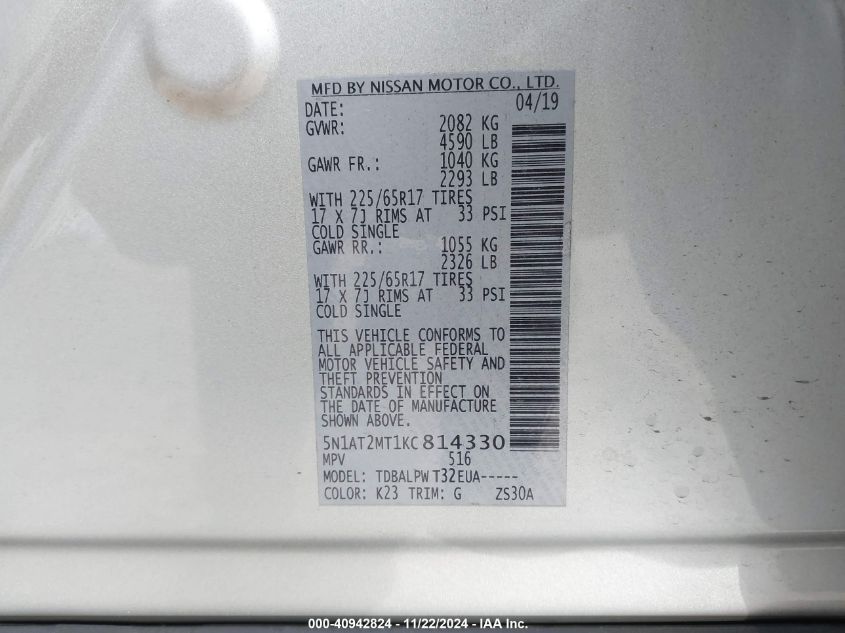 MFD BY NISSAN MOTOR CO., LTD.
DATE: 04/19
GVWR: 2082 KG
4590 LB
GAWR FR.: 1040 KG
2293 LB
WITH 225/65R17 TIRES
17 X 7J RIMS AT 33 PSI
COLD SINGLE
GAWR RR.: 1055 KG
2326 LB
WITH 225/65R17 TIRES
17 X 7J RIMS AT 33 PSI
COLD SINGLE
THIS VEHICLE CONFORMS TO
ALL APPLICABLE FEDERAL
MOTOR VEHICLE SAFETY AND
THEFT PREVENTION
STANDARDS IN EFFECT ON
THE DATE OF MANUFACTURE
SHOWN ABOVE.
5N1AT2MT1KC814330
MPV 516
MODEL: TDBALPW T32EUA-----
COLOR: K23 TRIM: G ZS30A
000-40942824 - 11/22/2024 - IAA Inc.